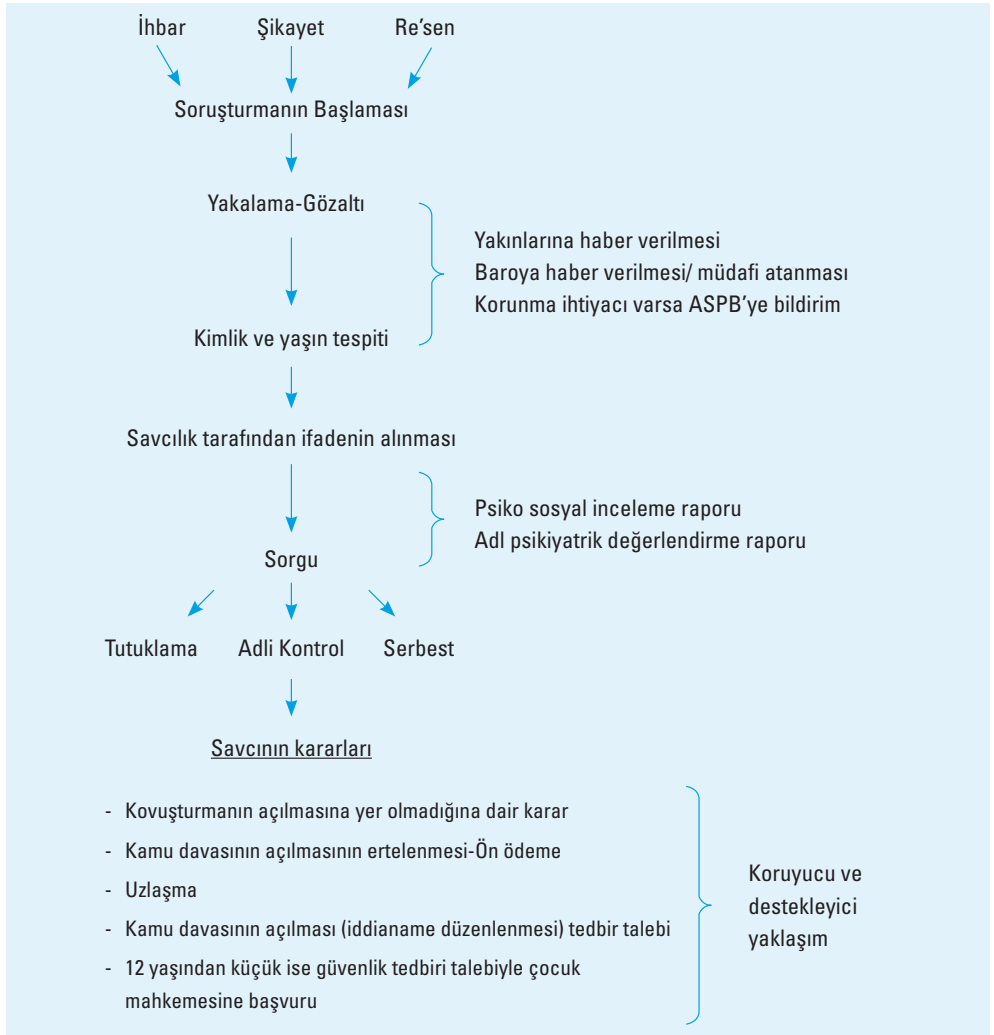 İhbar Şikayet Re’sen
Soruşturmanın Başlaması
Yakalama-Gözaltı
Yakınlarına haber verilmesi
Baroya haber verilmesi/ müdafi atanması
Korunma ihtiyacı varsa ASPB’ye bildirim
Kimlik ve yaşın tespiti
Savcılık tarafından ifadenin alınması
Psiko sosyal inceleme raporu
Adl psikiyatrik değerlendirme raporu
Sorgu
Tutuklama Adli Kontrol Serbest
Savcının kararları
- Kovuşturmanın açılmasına yer olmadığına dair karar
- Kamu davasının açılmasının ertelenmesi-Ön ödeme
- Uzlaşma
- Kamu davasının açılması (iddianame düzenlenmesi) tedbir talebi
- 12 yaşından küçük ise güvenlik tedbiri talebiyle çocuk
mahkemesine başvuru
Koruyucu ve
destekleyici
yaklaşım